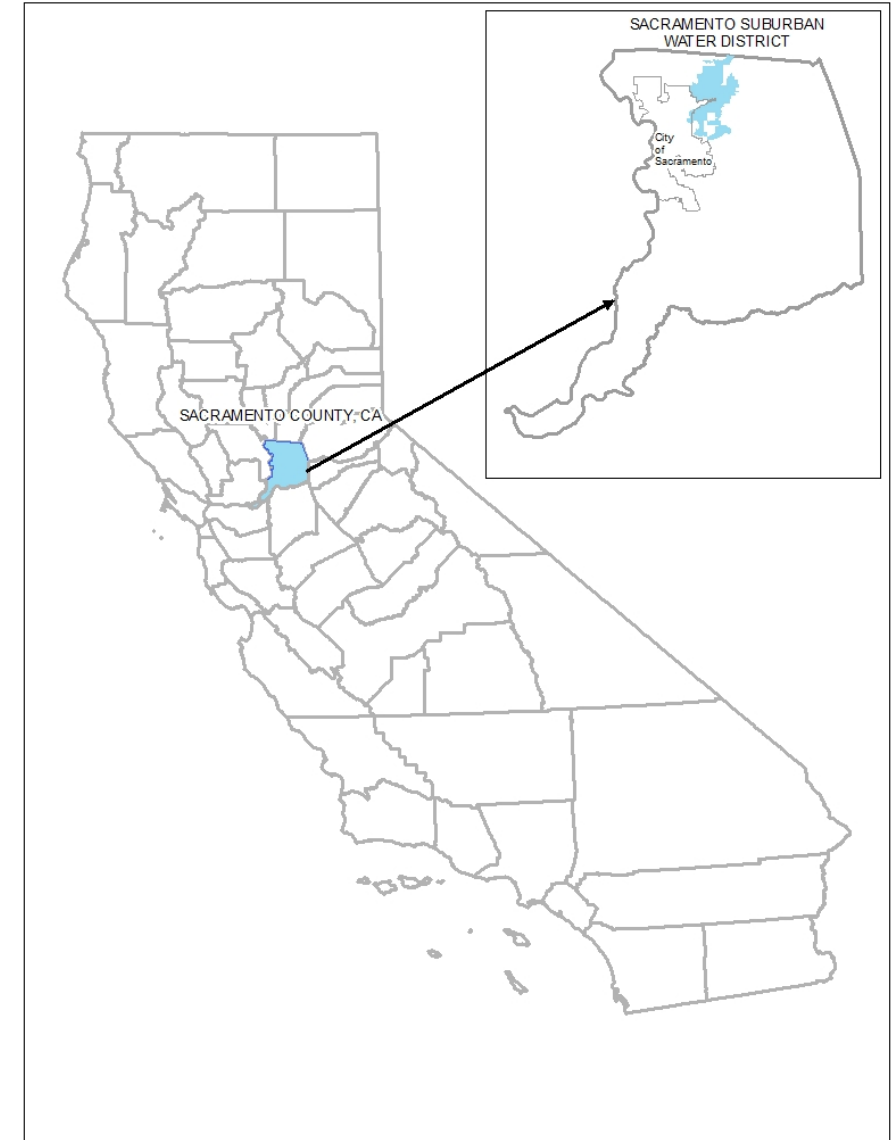 SACRAMENTO SUBURBAN
WATER DISTRICT
City
of
Sacramento
SACRAMENTO COUNTY, CA